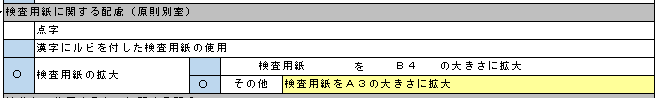 検査用紙に関する配慮（原則別室）
点字
漢字にルビを付した検査用紙の使用
○ 検査用紙の拡大 検査用紙 を Ｂ４ の大きさに拡大
○ その他 検査用紙をＡ３の大きさに拡大